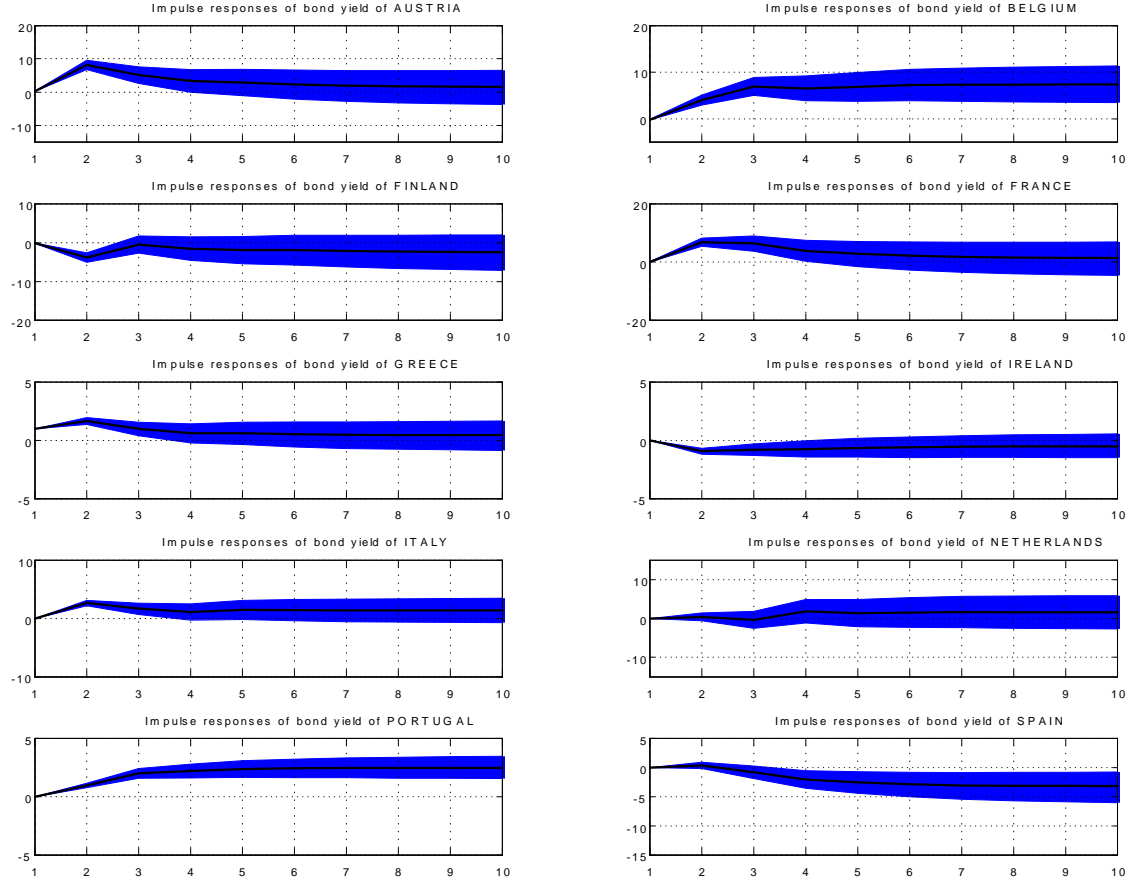 Impulse responses of bond yield of AUSTRIA
20
10
0
-10
1 2 3 4 5 6 7 8 9 10
Impulse responses of bond yield of BELGIUM
20
10
0
1 2 3 4 5 6 7 8 9 10
Impulse responses of bond yield of FINLAND
10
0
-10
-20
1 2 3 4 5 6 7 8 9 10
Impulse responses of bond yield of FRANCE
20
0
-20
1 2 3 4 5 6 7 8 9 10
Impulse responses of bond yield of GREECE
5
0
-5
1 2 3 4 5 6 7 8 9 10
Impulse responses of bond yield of IRELAND
5
0
-5
1 2 3 4 5 6 7 8 9 10
Impulse responses of bond yield of ITALY
10
0
-10
1 2 3 4 5 6 7 8 9 10
Impulse responses of bond yield of NETHERLANDS
10
0
-10
1 2 3 4 5 6 7 8 9 10
Impulse responses of bond yield of PORTUGAL
5
0
-5
1 2 3 4 5 6 7 8 9 10
Impulse responses of bond yield of SPAIN
5
0
-5
-10
-15
1 2 3 4 5 6 7 8 9 10